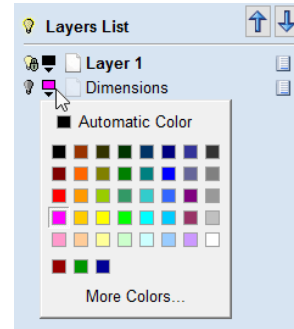 Layers List
Layer 1
Dimensions
Automatic Color
More Colors...